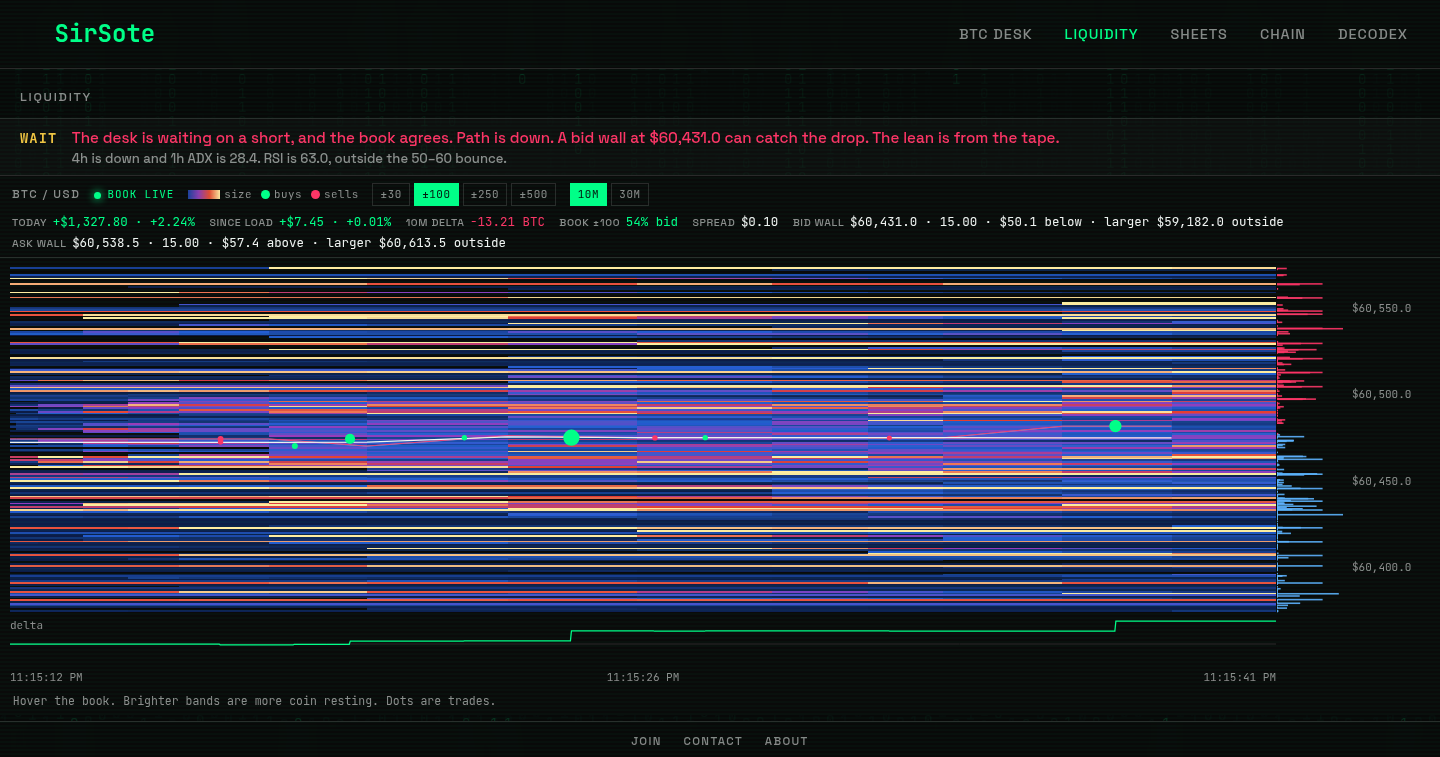 SirSote
BTC DESK LIQUIDITY SHEETS CHAIN DECODEX
LIQUIDITY
WAIT The desk is waiting on a short, and the book agrees. Path is down. A bid wall at $60,431.0 can catch the drop. The lean is from the tape.
4h is down and 1h ADX is 28.4. RSI is 63.0, outside the 50–60 bounce.
BTC / USD BOOK LIVE size buys sells ±30 ±100 ±250 ±500 10M 30M
TODAY +$1,327.80 · +2.24% SINCE LOAD +$7.45 · +0.01% 10M DELTA -13.21 BTC BOOK ±100 54% bid SPREAD $0.10 BID WALL $60,431.0 · 15.00 · $50.1 below · larger $59,182.0 outside
ASK WALL $60,538.5 · 15.00 · $57.4 above · larger $60,613.5 outside
$60,550.0
$60,500.0
$60,450.0
$60,400.0
delta
11:15:12 PM 11:15:26 PM 11:15:41 PM
Hover the book. Brighter bands are more coin resting. Dots are trades.
JOIN CONTACT ABOUT